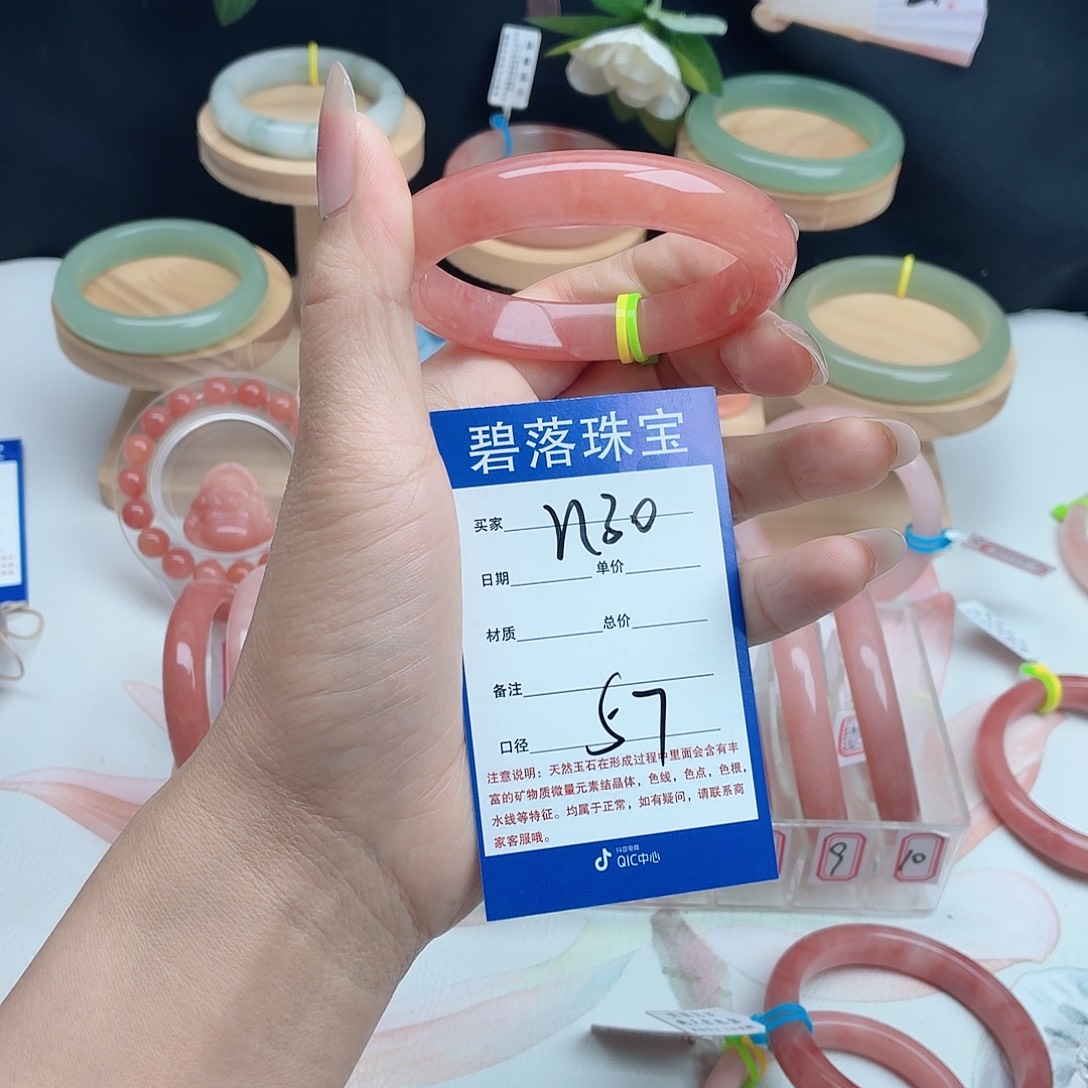 碧落珠宝
买家 n30
日期 单价
材质 总价
备注
口径 57
注意说明：天然玉石在形成过程中里面会含有丰
富的矿物质微量元素结晶体，色线，色点，色根，
水线等特征。均属于正常，如有疑问，请联系商
家客服哦。
抖音电商
QIC中心
9
10